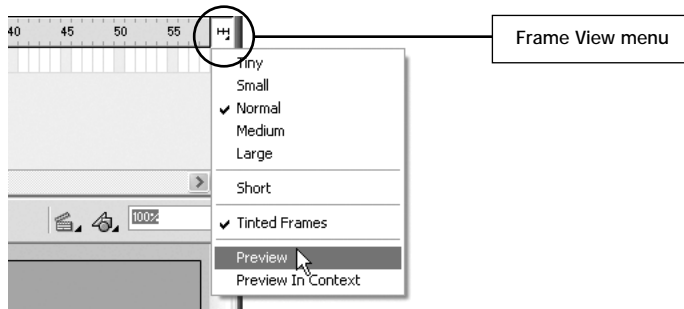 40 45 50 55
Frame View menu
Tiny
Small
Normal
Medium
Large
Short
100%
Tinted Frames
Preview
Preview In Context